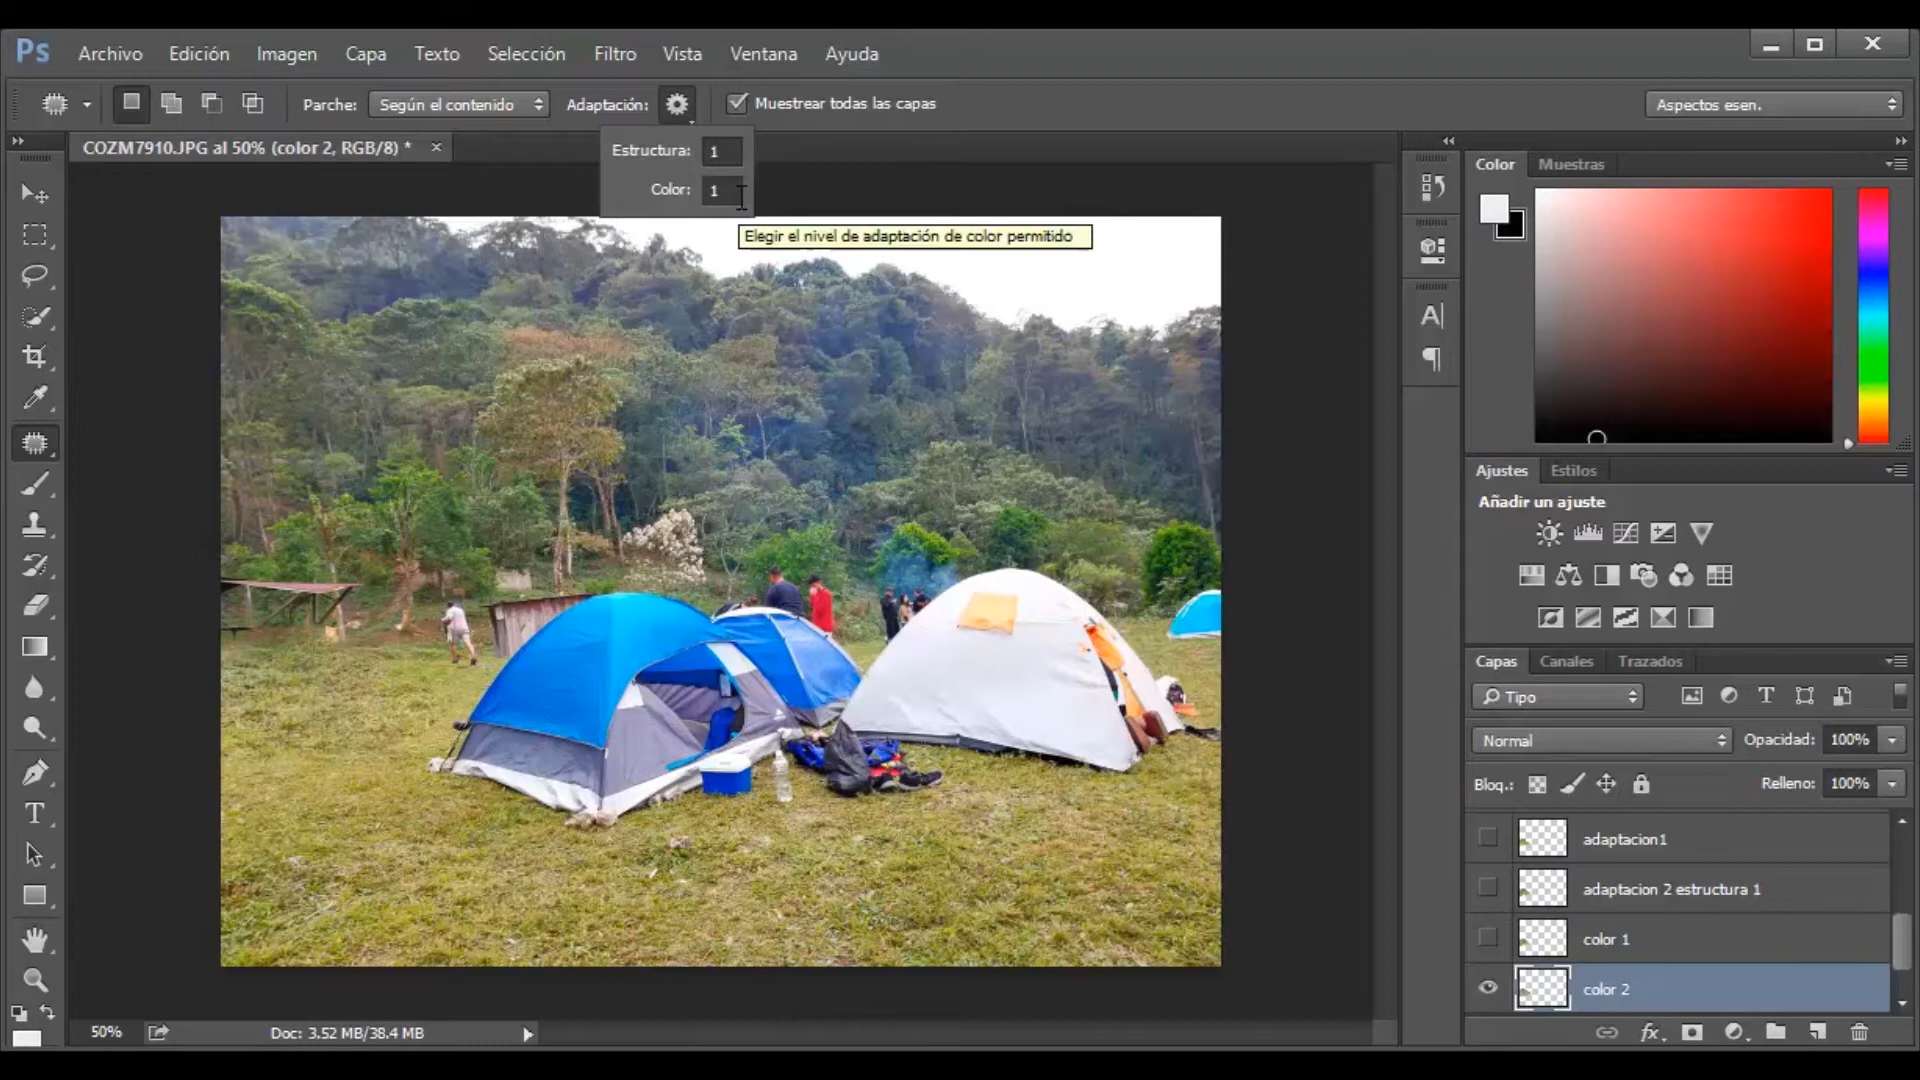 Ps Archivo Edición Imagen Capa Texto Selección Filtro Vista Ventana Ayuda
Parche: Según el contenido Adaptación: Muestrear todas las capas Aspectos esen.
COZM7910.JPG al 50% (color 2, RGB/8) * ×
Estructura: 1
Color: 1
Elegir el nivel de adaptación de color permitido
Color Muestras
Ajustes Estilos
Añadir un ajuste
Capas Canales Trazados
Tipo
Normal Opacidad: 100%
Bloq.: Relleno: 100%
adaptacion1
adaptacion 2 estructura 1
color 1
color 2
50% Doc: 3.52 MB/38.4 MB
fx